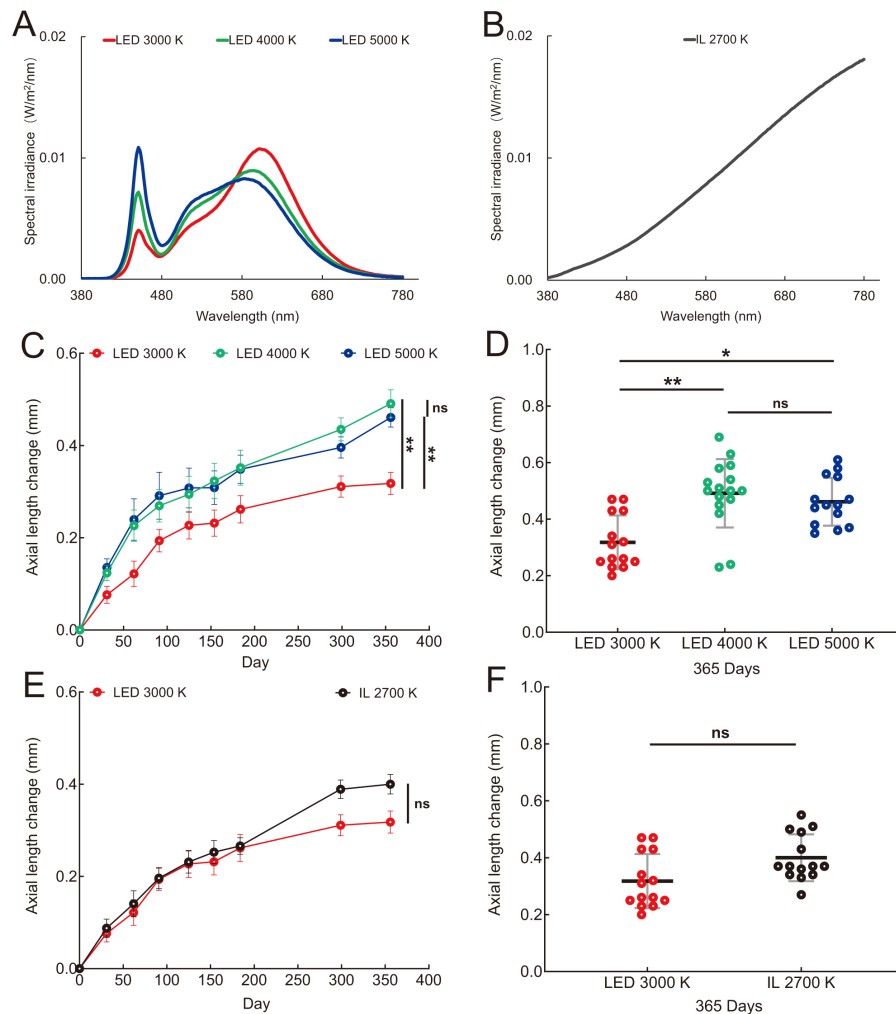 A
LED 3000 K LED 4000 K LED 5000 K
Spectral irradiance (W/m²/nm)
0.02
0.01
0.00
380 480 580 680 780
Wavelength (nm)
B
IL 2700 K
Spectral irradiance (W/m²/nm)
0.02
0.01
0.00
380 480 580 680 780
Wavelength (nm)
C
LED 3000 K LED 4000 K LED 5000 K
Axial length change (mm)
0.6
0.4
0.2
0.0
ns
**
**
0 50 100 150 200 250 300 350 400
Day
D
Axial length change (mm)
1.0
0.8
0.6
0.4
0.2
0.0
*
**
ns
LED 3000 K LED 4000 K LED 5000 K
365 Days
E
LED 3000 K IL 2700 K
Axial length change (mm)
0.6
0.4
0.2
0.0
ns
0 50 100 150 200 250 300 350 400
Day
F
Axial length change (mm)
1.0
0.8
0.6
0.4
0.2
0.0
ns
LED 3000 K IL 2700 K
365 Days